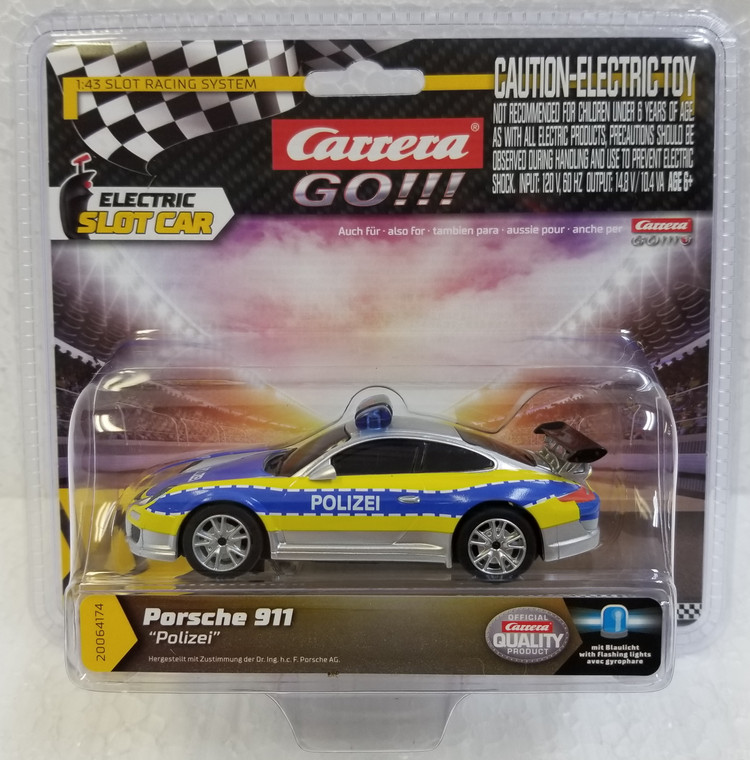 1:43 SLOT RACING SYSTEM
CAUTION-ELECTRIC TOY
NOT RECOMMENDED FOR CHILDREN UNDER 6 YEARS OF AGE.
AS WITH ALL ELECTRIC PRODUCTS, PRECAUTIONS SHOULD BE
OBSERVED DURING HANDLING AND USE TO PREVENT ELECTRIC
SHOCK. INPUT: 120 V, 60 HZ OUTPUT: 14.8 V / 10.4 VA AGE 6+
Carrera®
GO!!!
ELECTRIC
SLOT CAR
Auch für · also for · tambien para · aussie pour · anche per
Carrera
GO!!!
POLIZEI
20064174
Porsche 911
"Polizei"
Hergestellt mit Zustimmung der Dr. Ing. h.c. F. Porsche AG.
OFFICIAL
Carrera
QUALITY
PRODUCT
mit Blaulicht
with flashing lights
avec gyrophare